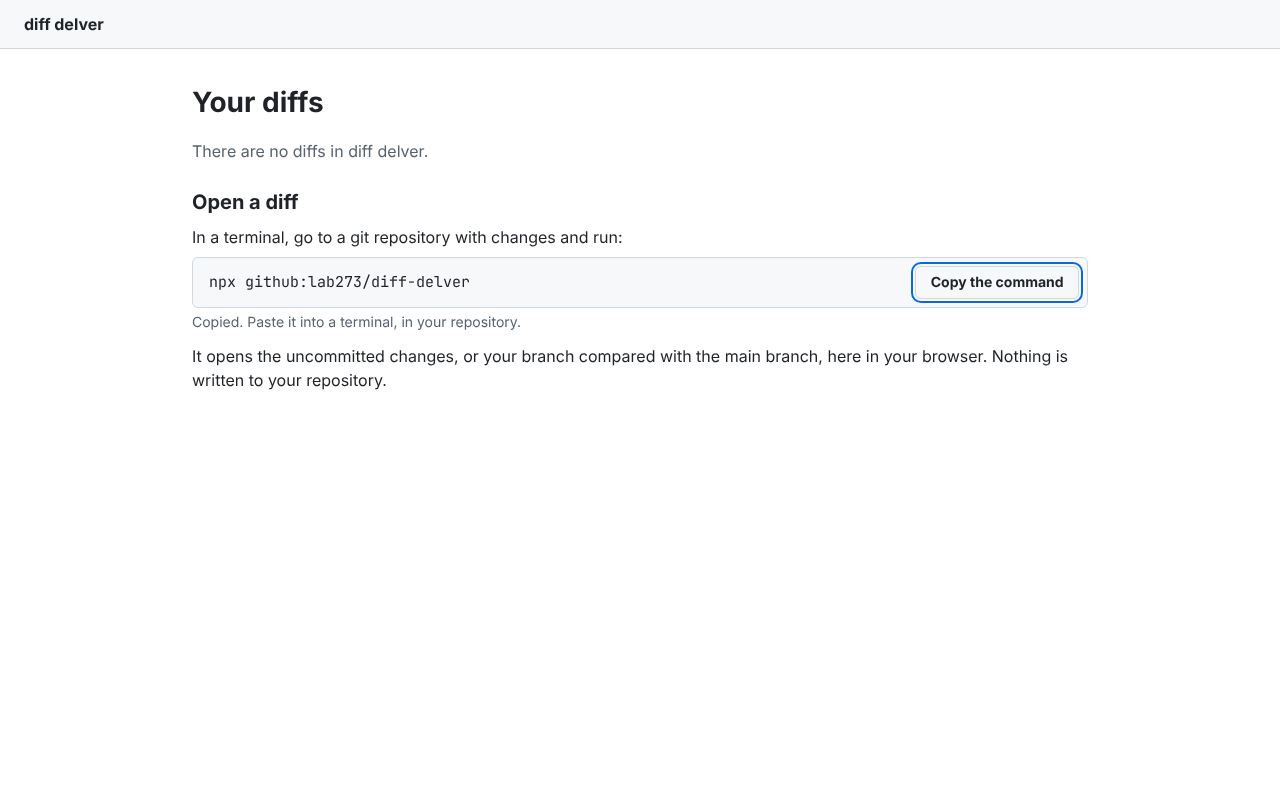 diff delver
Your diffs
There are no diffs in diff delver.
Open a diff
In a terminal, go to a git repository with changes and run:
npx github:lab273/diff-delver
Copy the command
Copied. Paste it into a terminal, in your repository.
It opens the uncommitted changes, or your branch compared with the main branch, here in your browser. Nothing is
written to your repository.